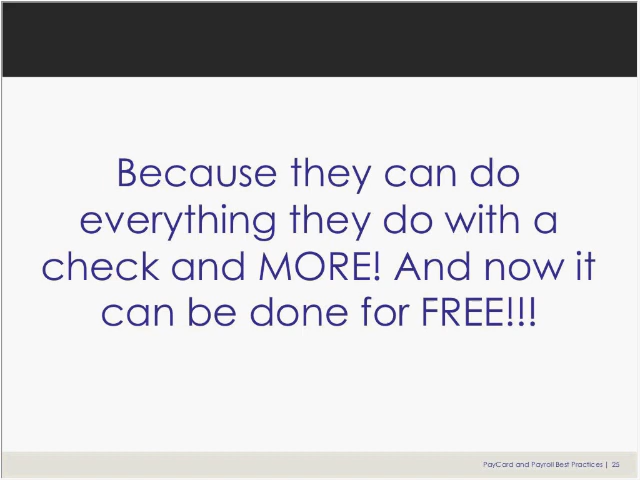 Because they can do
everything they do with a
check and MORE! And now it
can be done for FREE!!!
PayCard and Payroll Best Practices | 25